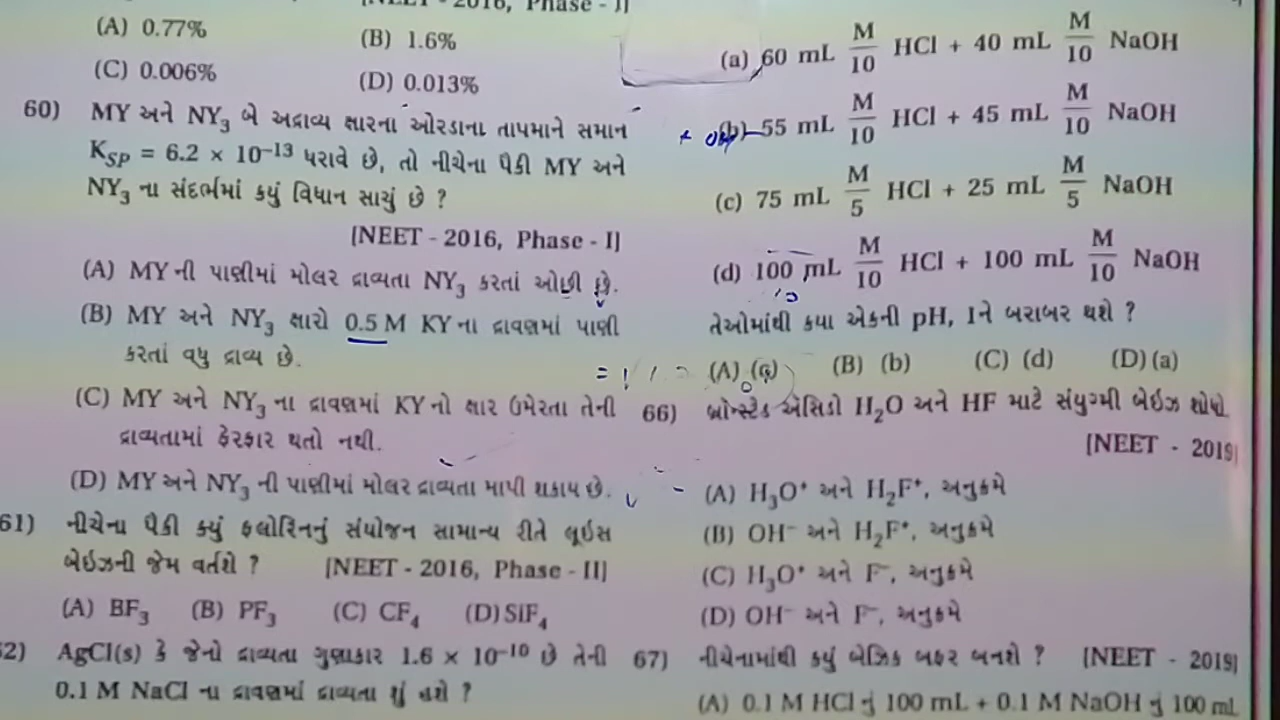 [NEET - 2016, Phase - I]
(A) 0.77% (B) 1.6%
(C) 0.006% (D) 0.013%
60) MY અને NY₃ બે અદ્રાવ્ય ક્ષારના ઓરડાના તાપમાને સમાન
K_SP = 6.2 × 10⁻¹³ ધરાવે છે, તો નીચેના પૈકી MY અને
NY₃ ના સંદર્ભમાં કયું વિધાન સાચું છે ?
[NEET - 2016, Phase - I]
(A) MY ની પાણીમાં મોલર દ્રાવ્યતા NY₃ કરતાં ઓછી છે.
(B) MY અને NY₃ ક્ષારો 0.5 M KY ના દ્રાવણમાં પાણી
કરતાં વધુ દ્રાવ્ય છે.
(C) MY અને NY₃ ના દ્રાવણમાં KY નો ક્ષાર ઉમેરતા તેની
દ્રાવ્યતામાં ફેરફાર થતો નથી.
(D) MY અને NY₃ ની પાણીમાં મોલર દ્રાવ્યતા માપી શકાય છે.
61) નીચેના પૈકી ક્યું ફ્લોરિનનું સંયોજન સામાન્ય રીતે લૂઇસ
બેઇઝની જેમ વર્તશે ? [NEET - 2016, Phase - II]
(A) BF₃ (B) PF₃ (C) CF₄ (D) SiF₄
62) AgCl(s) કે જેનો દ્રાવ્યતા ગુણાકાર 1.6 × 10⁻¹⁰ છે તેની
0.1 M NaCl ના દ્રાવણમાં દ્રાવ્યતા શું હશે ?
(a) 60 mL M/10 HCl + 40 mL M/10 NaOH
(b) 55 mL M/10 HCl + 45 mL M/10 NaOH
(c) 75 mL M/5 HCl + 25 mL M/5 NaOH
(d) 100 mL M/10 HCl + 100 mL M/10 NaOH
તેઓમાંથી કયા એકની pH, 1ને બરાબર થશે ?
(A) (c) (B) (b) (C) (d) (D) (a)
66) બ્રોન્સ્ટેડ ઍસિડો H₂O અને HF માટે સંયુગ્મી બેઇઝ શોધો.
[NEET - 2019]
(A) H₃O⁺ અને H₂F⁺, અનુક્રમે
(B) OH⁻ અને H₂F⁺, અનુક્રમે
(C) H₃O⁺ અને F⁻, અનુક્રમે
(D) OH⁻ અને F⁻, અનુક્રમે
67) નીચેનામાંથી કયું બેઝિક બફર બનશે ? [NEET - 2019]
(A) 0.1 M HCl નું 100 mL + 0.1 M NaOH નું 100 mL